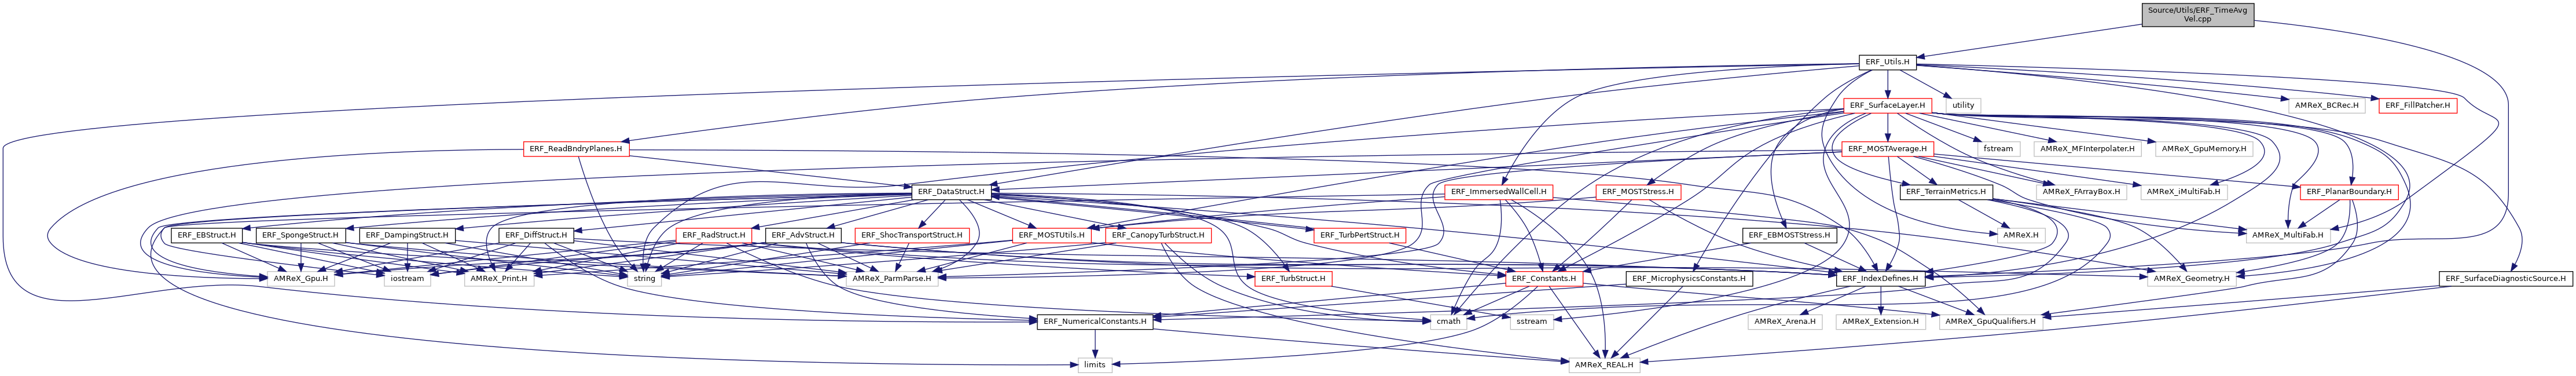 Source/Utils/ERF_TimeAvg
Vel.cpp
ERF_Utils.H
ERF_SurfaceLayer.H
utility
AMReX_BCRec.H
ERF_FillPatcher.H
ERF_ReadBndryPlanes.H
ERF_MOSTAverage.H
fstream
AMReX_MFInterpolater.H
AMReX_GpuMemory.H
ERF_DataStruct.H
ERF_ImmersedWallCell.H
ERF_MOSTStress.H
ERF_TerrainMetrics.H
AMReX_FArrayBox.H
AMReX_iMultiFab.H
ERF_PlanarBoundary.H
ERF_EBStruct.H
ERF_SpongeStruct.H
ERF_DampingStruct.H
ERF_DiffStruct.H
ERF_RadStruct.H
ERF_AdvStruct.H
ERF_ShocTransportStruct.H
ERF_MOSTUtils.H
ERF_CanopyTurbStruct.H
ERF_TurbPertStruct.H
ERF_EBMOSTStress.H
AMReX.H
AMReX_MultiFab.H
AMReX_Gpu.H
iostream
AMReX_Print.H
string
AMReX_ParmParse.H
ERF_TurbStruct.H
ERF_Constants.H
ERF_MicrophysicsConstants.H
ERF_IndexDefines.H
AMReX_Geometry.H
ERF_SurfaceDiagnosticSource.H
ERF_NumericalConstants.H
cmath
sstream
AMReX_Arena.H
AMReX_Extension.H
AMReX_GpuQualifiers.H
limits
AMReX_REAL.H